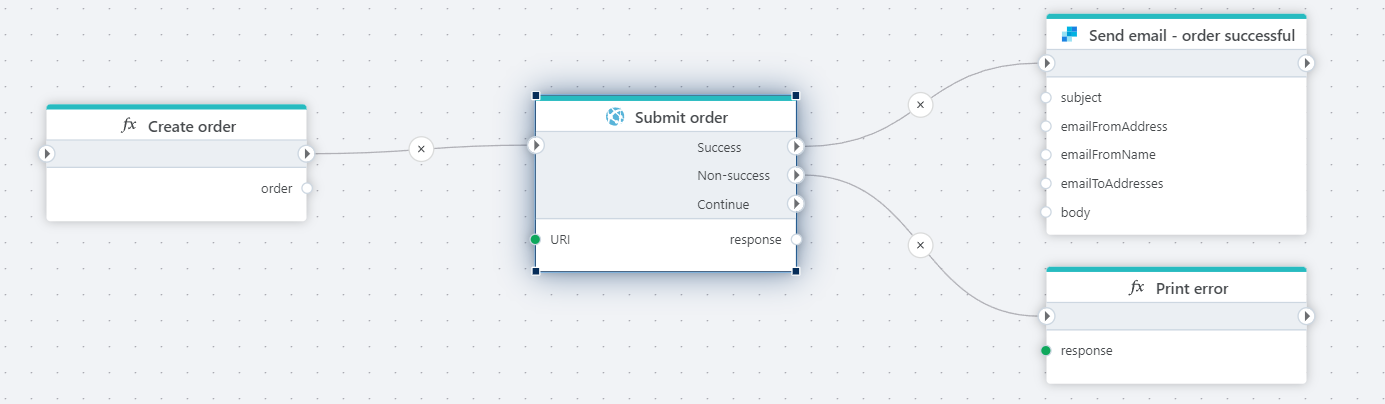 fx Create order
order
Submit order
Success
Non-success
Continue
URI
response
Send email - order successful
subject
emailFromAddress
emailFromName
emailToAddresses
body
fx Print error
response